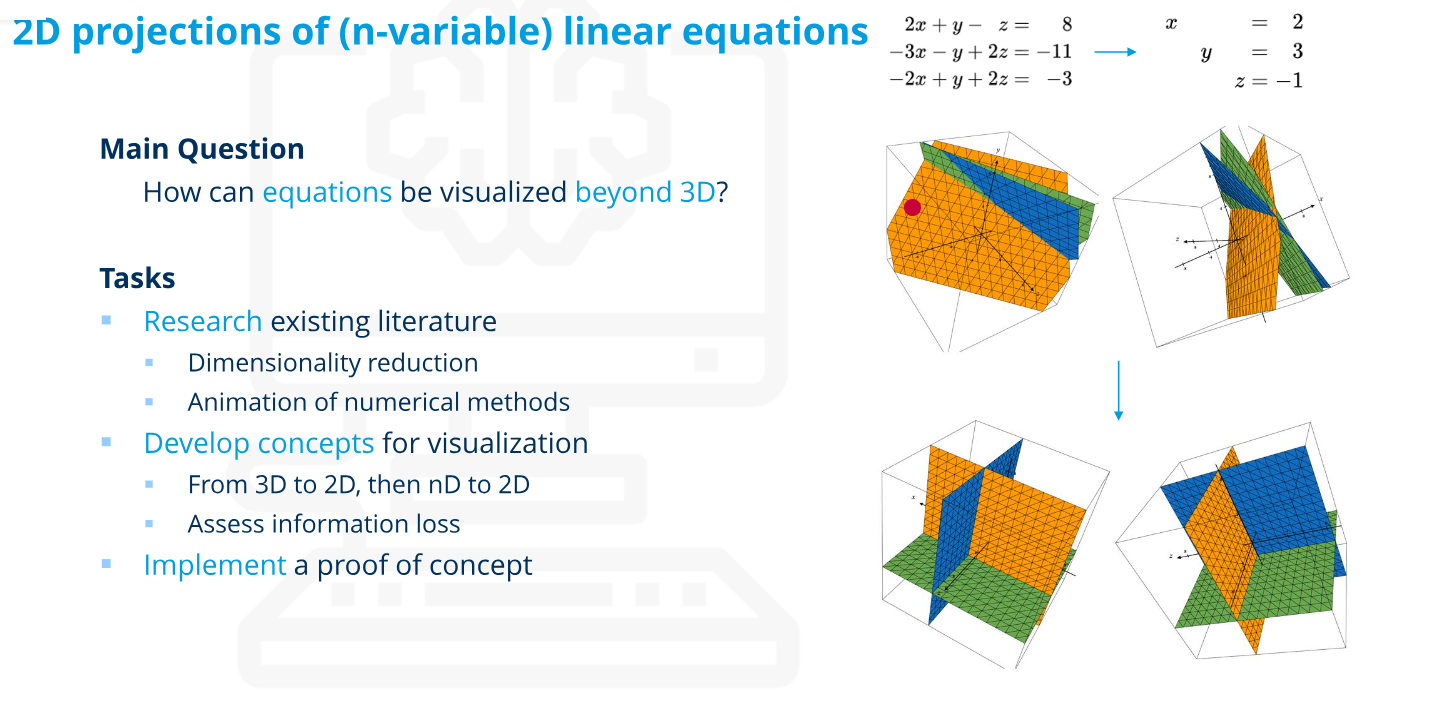 2D projections of (n-variable) linear equations
2x + y − z = 8
−3x − y + 2z = −11
−2x + y + 2z = −3
x = 2
y = 3
z = −1
Main Question
How can equations be visualized beyond 3D?
Tasks
Research existing literature
Dimensionality reduction
Animation of numerical methods
Develop concepts for visualization
From 3D to 2D, then nD to 2D
Assess information loss
Implement a proof of concept
y
z
x
x
z